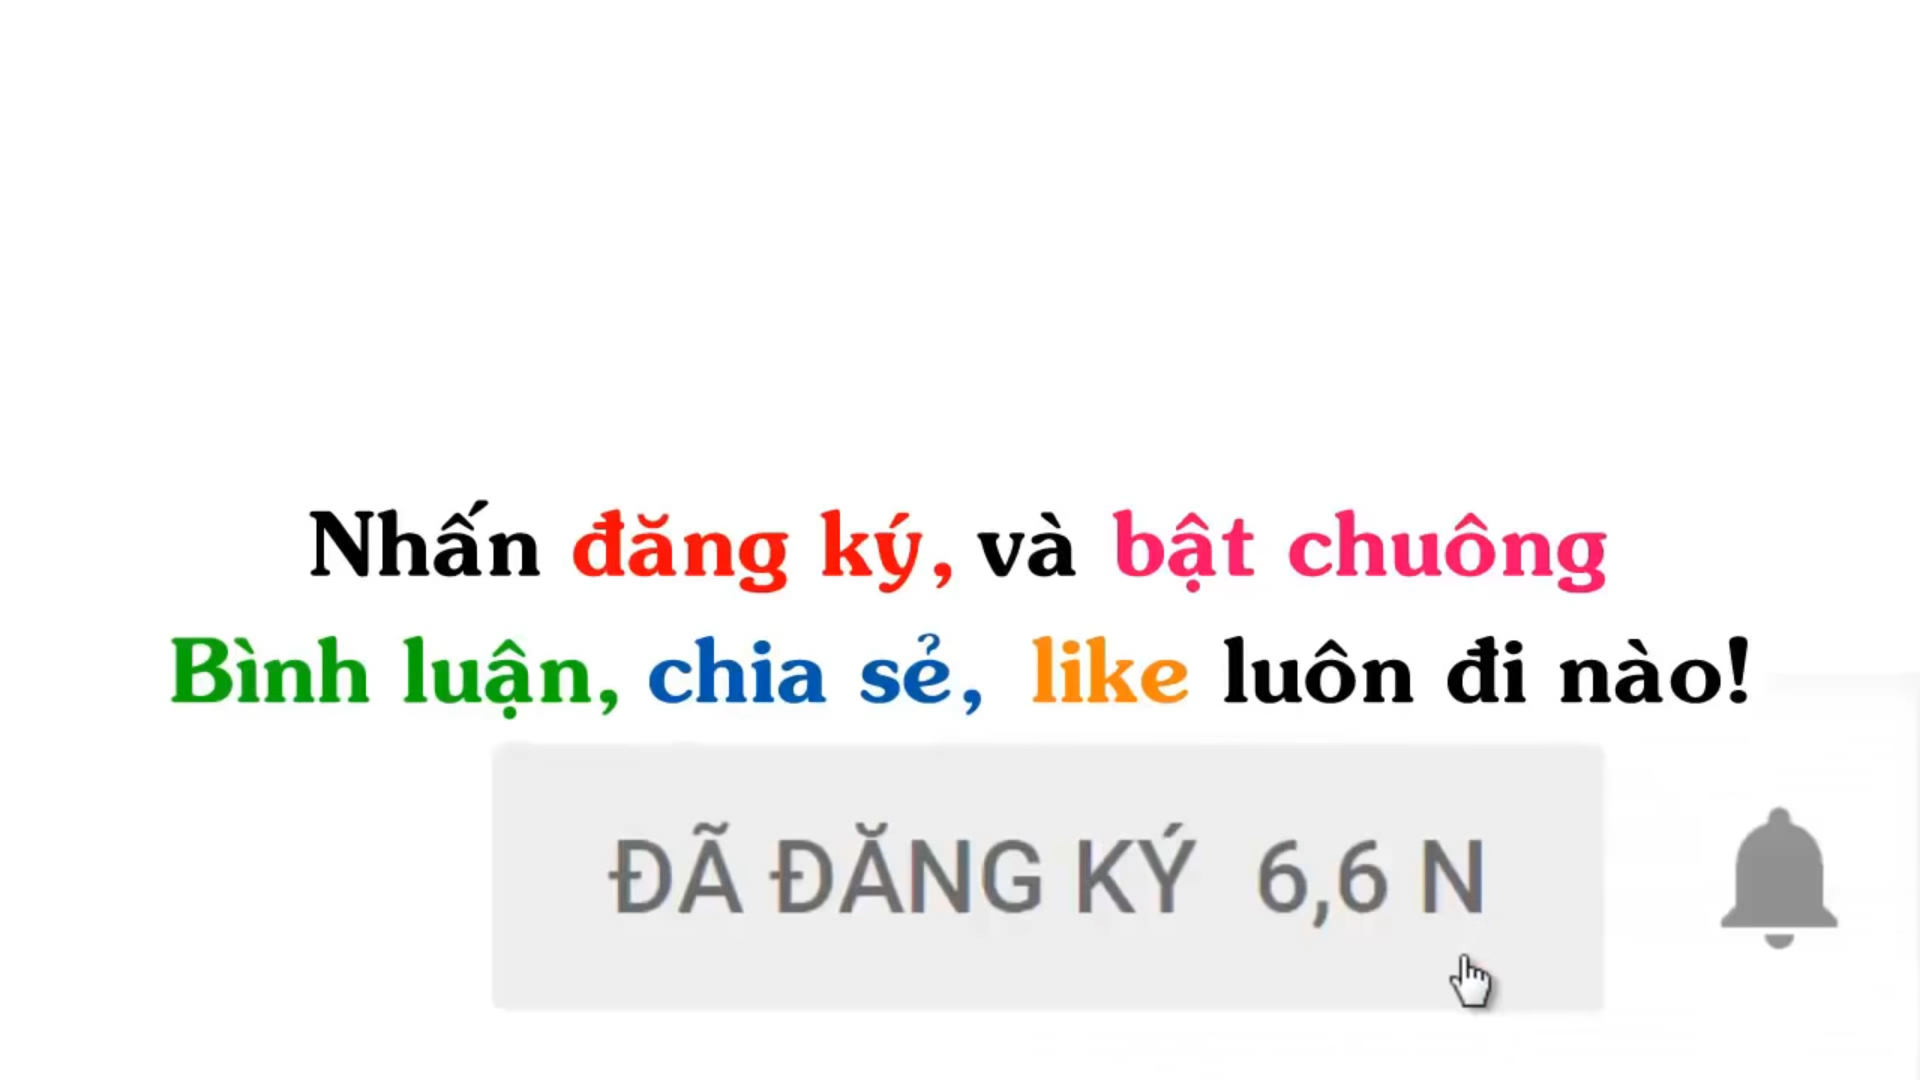 Nhấn đăng ký, và bật chuông
Bình luận, chia sẻ, like luôn đi nào!
ĐÃ ĐĂNG KÝ 6,6 N